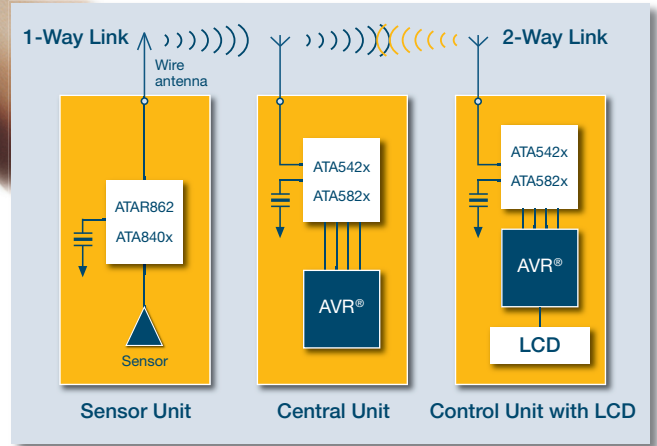 1-Way Link
2-Way Link
Wire
antenna
ATAR862
ATA840x
Sensor
Sensor Unit
ATA542x
ATA582x
AVR®
Central Unit
ATA542x
ATA582x
AVR®
LCD
Control Unit with LCD